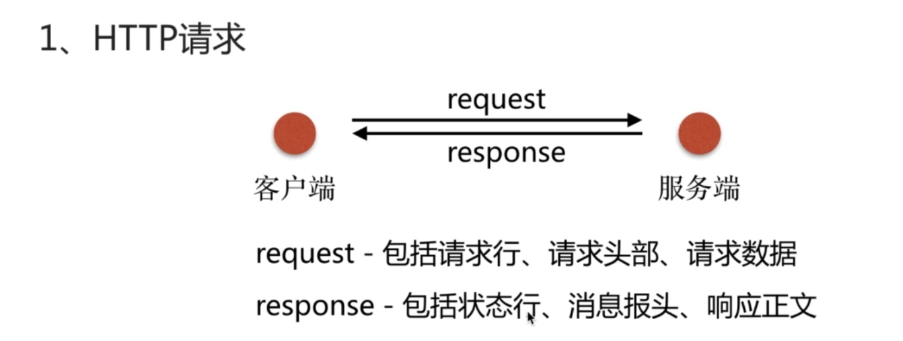 1、HTTP请求
request
response
客户端
服务端
request - 包括请求行、请求头部、请求数据
response - 包括状态行、消息报头、响应正文